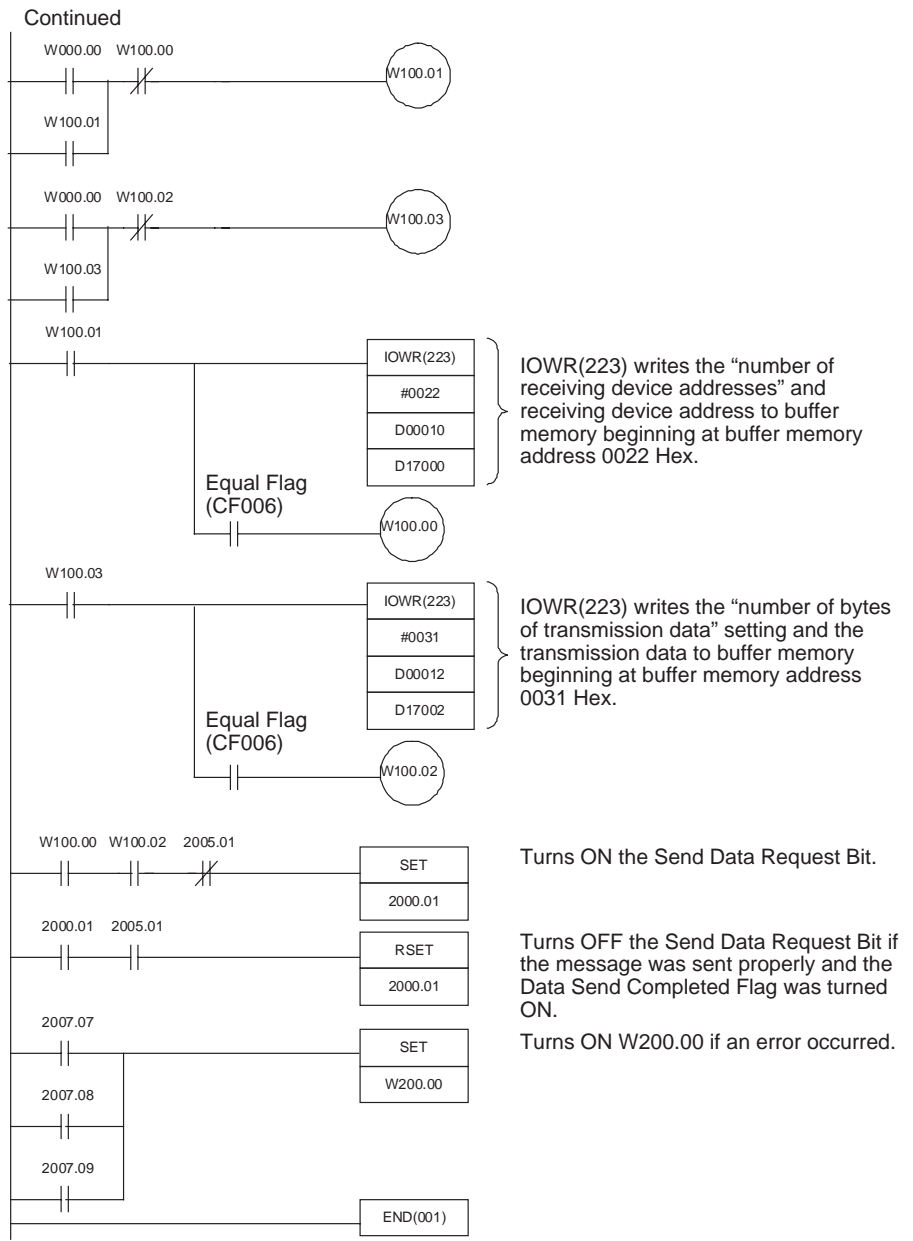 Continued
W000.00 W100.00
W100.01
W100.01
W000.00 W100.02
W100.03
W100.03
W100.01
IOWR(223)
#0022
D00010
D17000
IOWR(223) writes the “number of
receiving device addresses” and
receiving device address to buffer
memory beginning at buffer memory
address 0022 Hex.
Equal Flag
(CF006)
W100.00
W100.03
IOWR(223)
#0031
D00012
D17002
IOWR(223) writes the “number of bytes
of transmission data” setting and the
transmission data to buffer memory
beginning at buffer memory address
0031 Hex.
Equal Flag
(CF006)
W100.02
W100.00 W100.02 2005.01
SET
2000.01
Turns ON the Send Data Request Bit.
2000.01 2005.01
RSET
2000.01
Turns OFF the Send Data Request Bit if
the message was sent properly and the
Data Send Completed Flag was turned
ON.
2007.07
SET
W200.00
Turns ON W200.00 if an error occurred.
2007.08
2007.09
END(001)